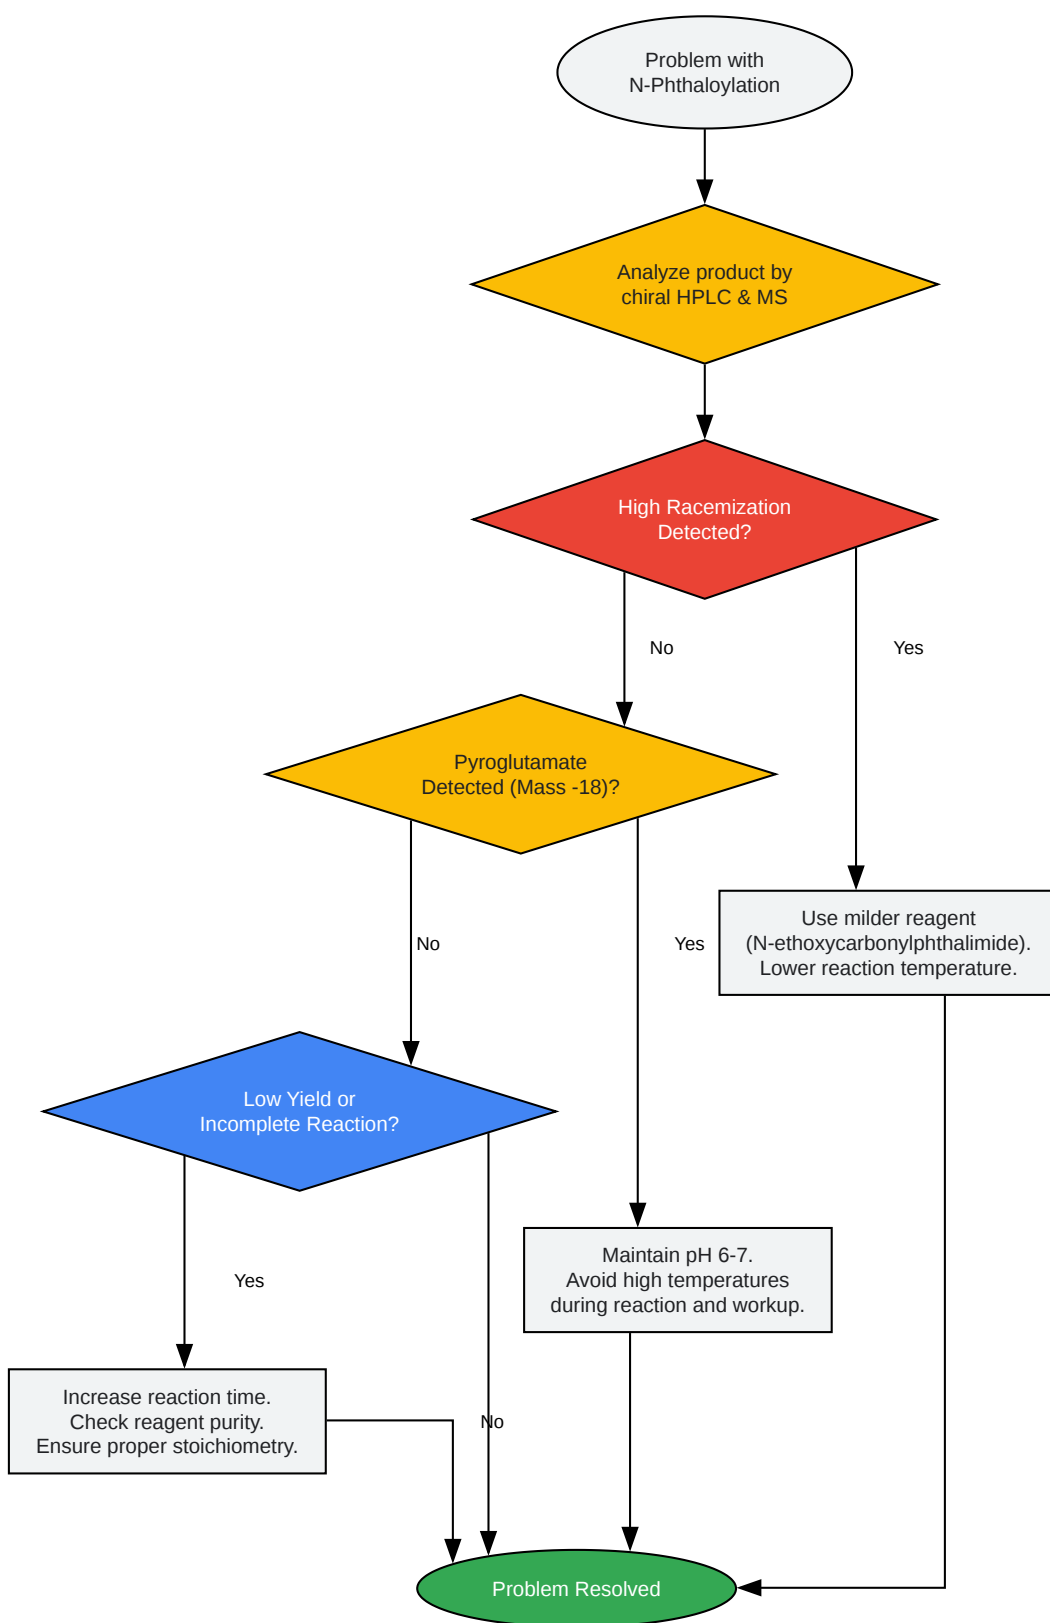 Problem with
N-Phthaloylation
Analyze product by
chiral HPLC & MS
High Racemization
Detected?
No
Yes
Pyroglutamate
Detected (Mass -18)?
Use milder reagent
(N-ethoxycarbonylphthalimide).
Lower reaction temperature.
No
Yes
Low Yield or
Incomplete Reaction?
Maintain pH 6-7.
Avoid high temperatures
during reaction and workup.
Yes
Increase reaction time.
Check reagent purity.
Ensure proper stoichiometry.
No
Problem Resolved